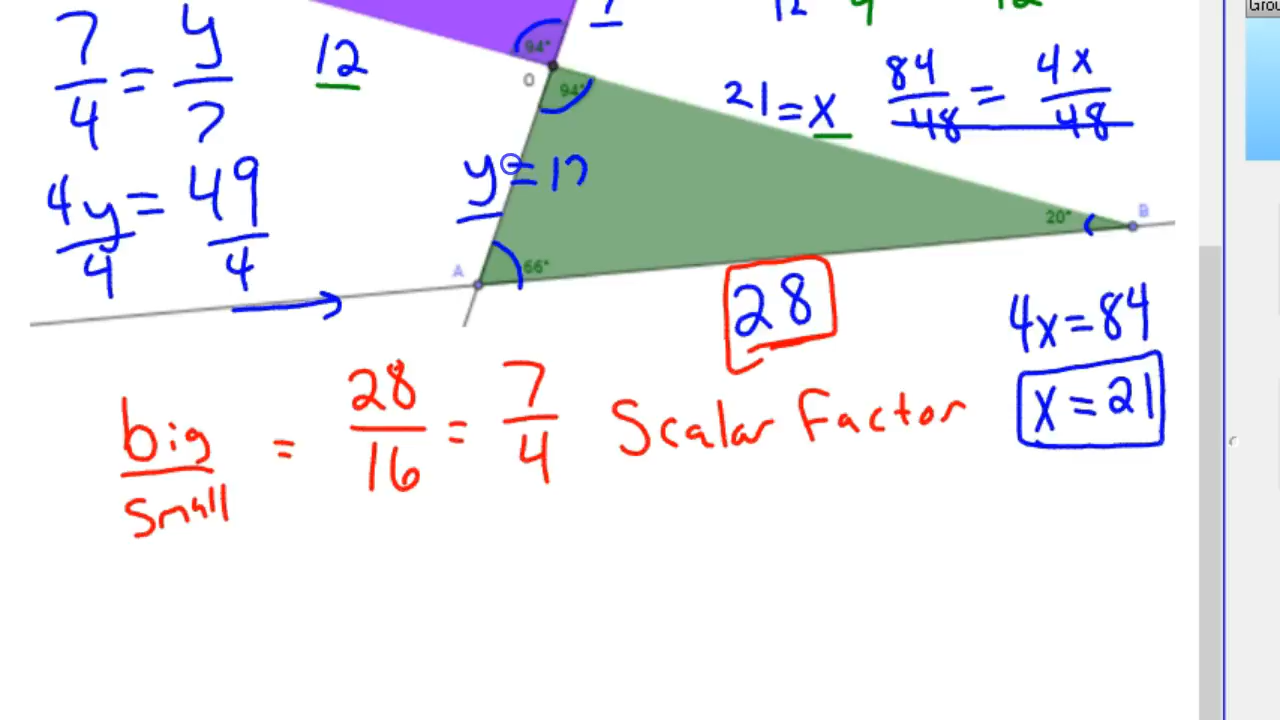 Grou
7/4 = y/7
12
94°
O
94°
21 = x
84/48 = 4x/48
4y/4 = 49/4
y = 12
20°
B
A
66°
28
4x = 84
x = 21
big/small = 28/16 = 7/4 Scalar Factor